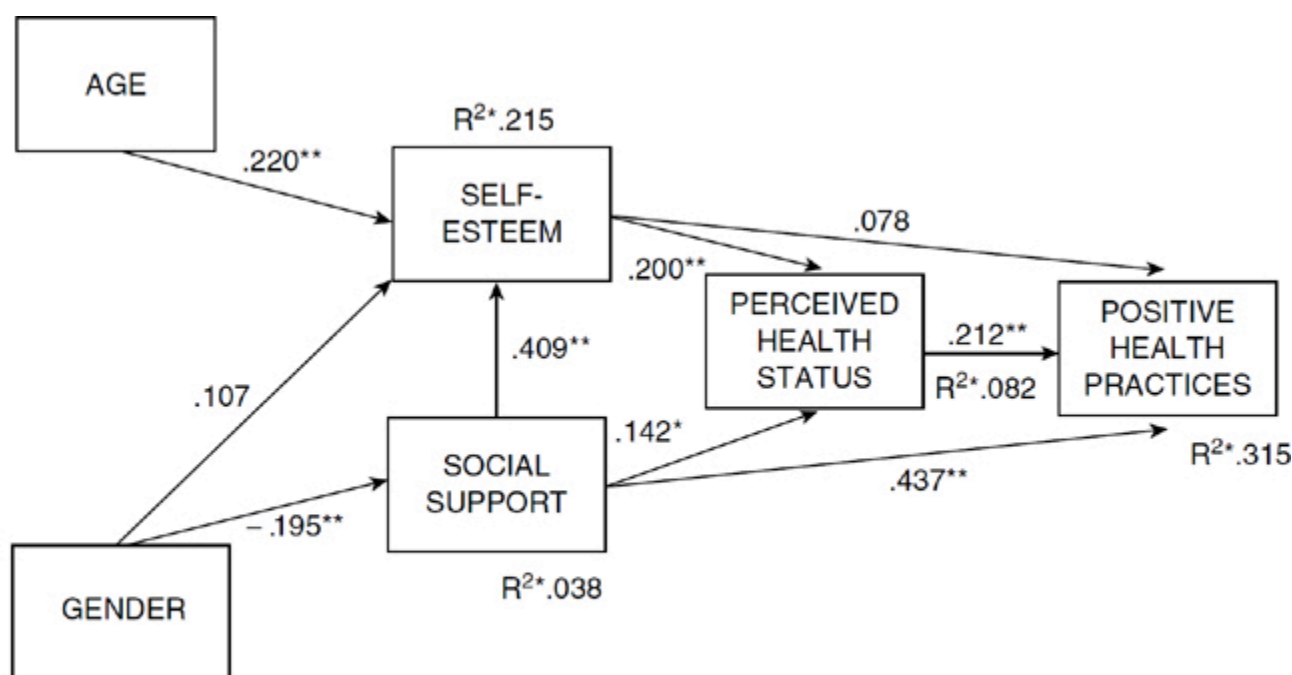 AGE
R²*.215
.220**
SELF-
ESTEEM
.078
.200**
PERCEIVED
HEALTH
STATUS
POSITIVE
HEALTH
PRACTICES
.409**
.212**
R²*.082
.107
.142*
SOCIAL
SUPPORT
R²*.315
.437**
– .195**
R²*.038
GENDER